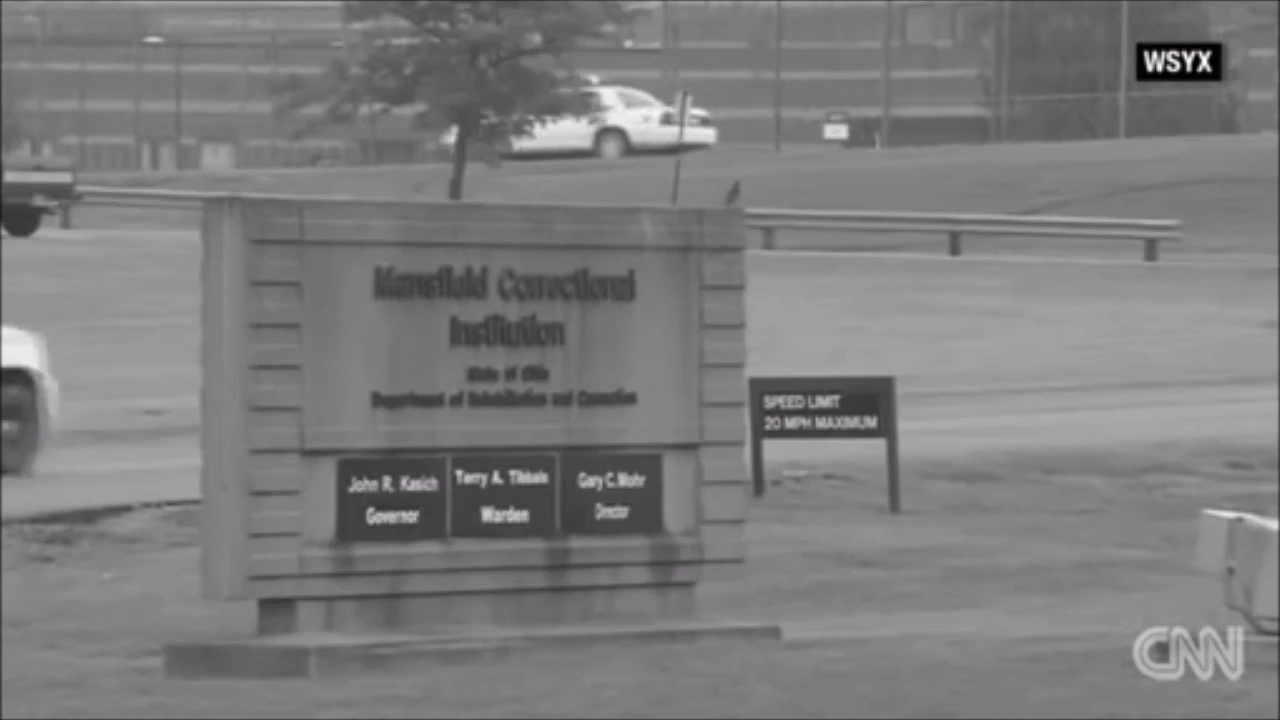 WSYX
Mansfield Correctional
Institution
State of Ohio
Department of Rehabilitation and Correction
SPEED LIMIT
20 MPH MAXIMUM
John R. Kasich
Governor
Terry A. Tibbals
Warden
Gary C. Mohr
Director
CNN